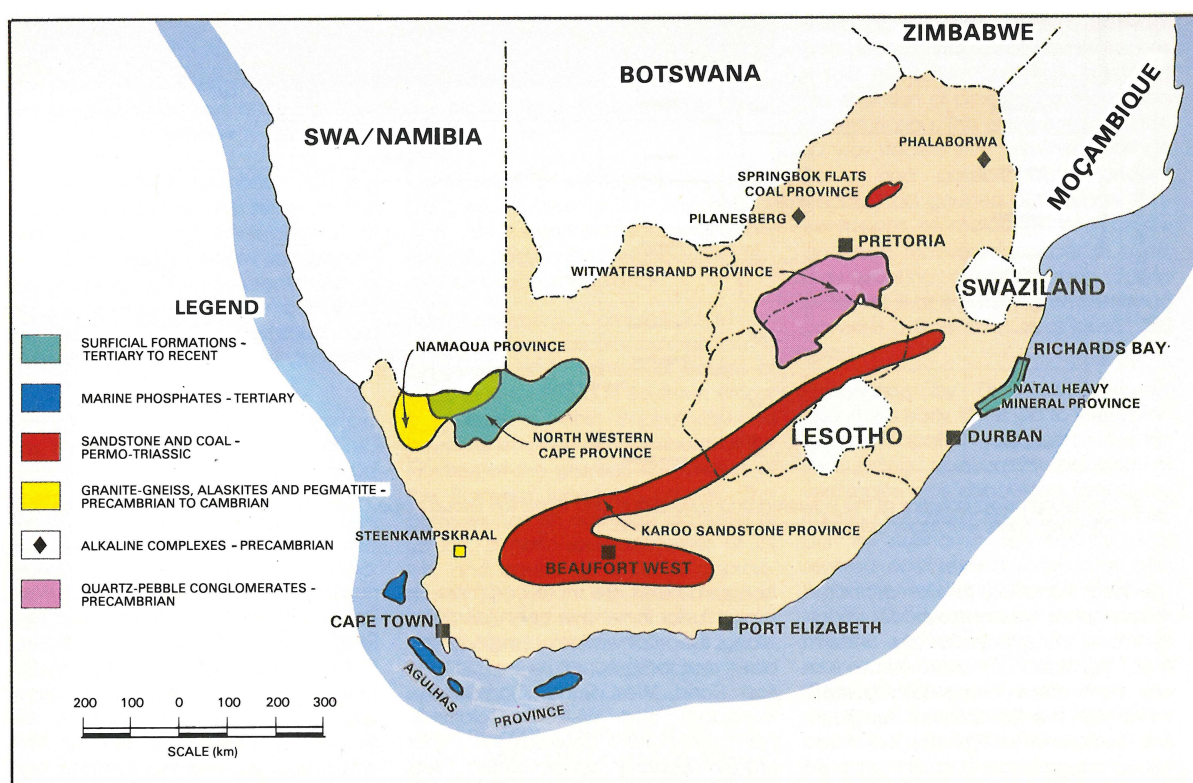 ZIMBABWE
BOTSWANA
SWA/NAMIBIA
MOÇAMBIQUE
PHALABORWA
SPRINGBOK FLATS
COAL PROVINCE
PILANESBERG
PRETORIA
WITWATERSRAND PROVINCE
SWAZILAND
LEGEND
SURFICIAL FORMATIONS -
TERTIARY TO RECENT
MARINE PHOSPHATES - TERTIARY
SANDSTONE AND COAL -
PERMO-TRIASSIC
GRANITE-GNEISS, ALASKITES AND PEGMATITE -
PRECAMBRIAN TO CAMBRIAN
ALKALINE COMPLEXES - PRECAMBRIAN
QUARTZ-PEBBLE CONGLOMERATES -
PRECAMBRIAN
NAMAQUA PROVINCE
RICHARDS BAY
NATAL HEAVY
MINERAL PROVINCE
NORTH WESTERN
CAPE PROVINCE
LESOTHO
DURBAN
STEENKAMPSKRAAL
KAROO SANDSTONE PROVINCE
BEAUFORT WEST
CAPE TOWN
PORT ELIZABETH
AGULHAS
PROVINCE
200 100 0 100 200 300
SCALE (km)